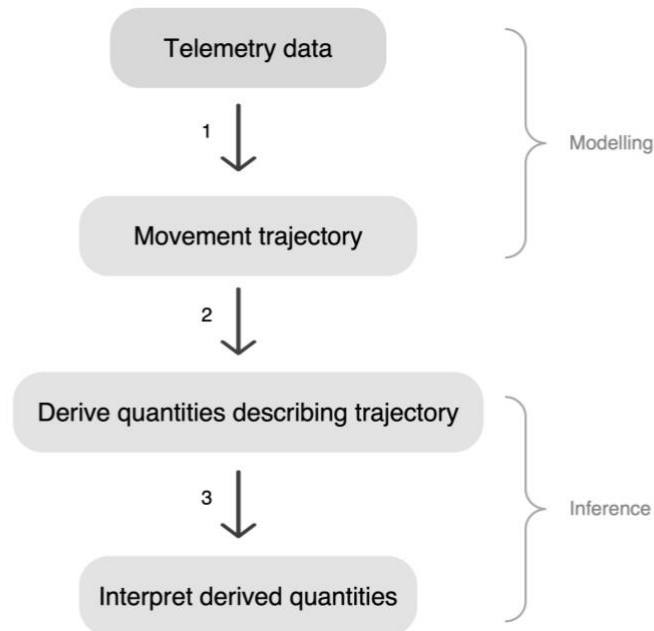 Telemetry data
1
Modelling
Movement trajectory
2
Derive quantities describing trajectory
3
Inference
Interpret derived quantities